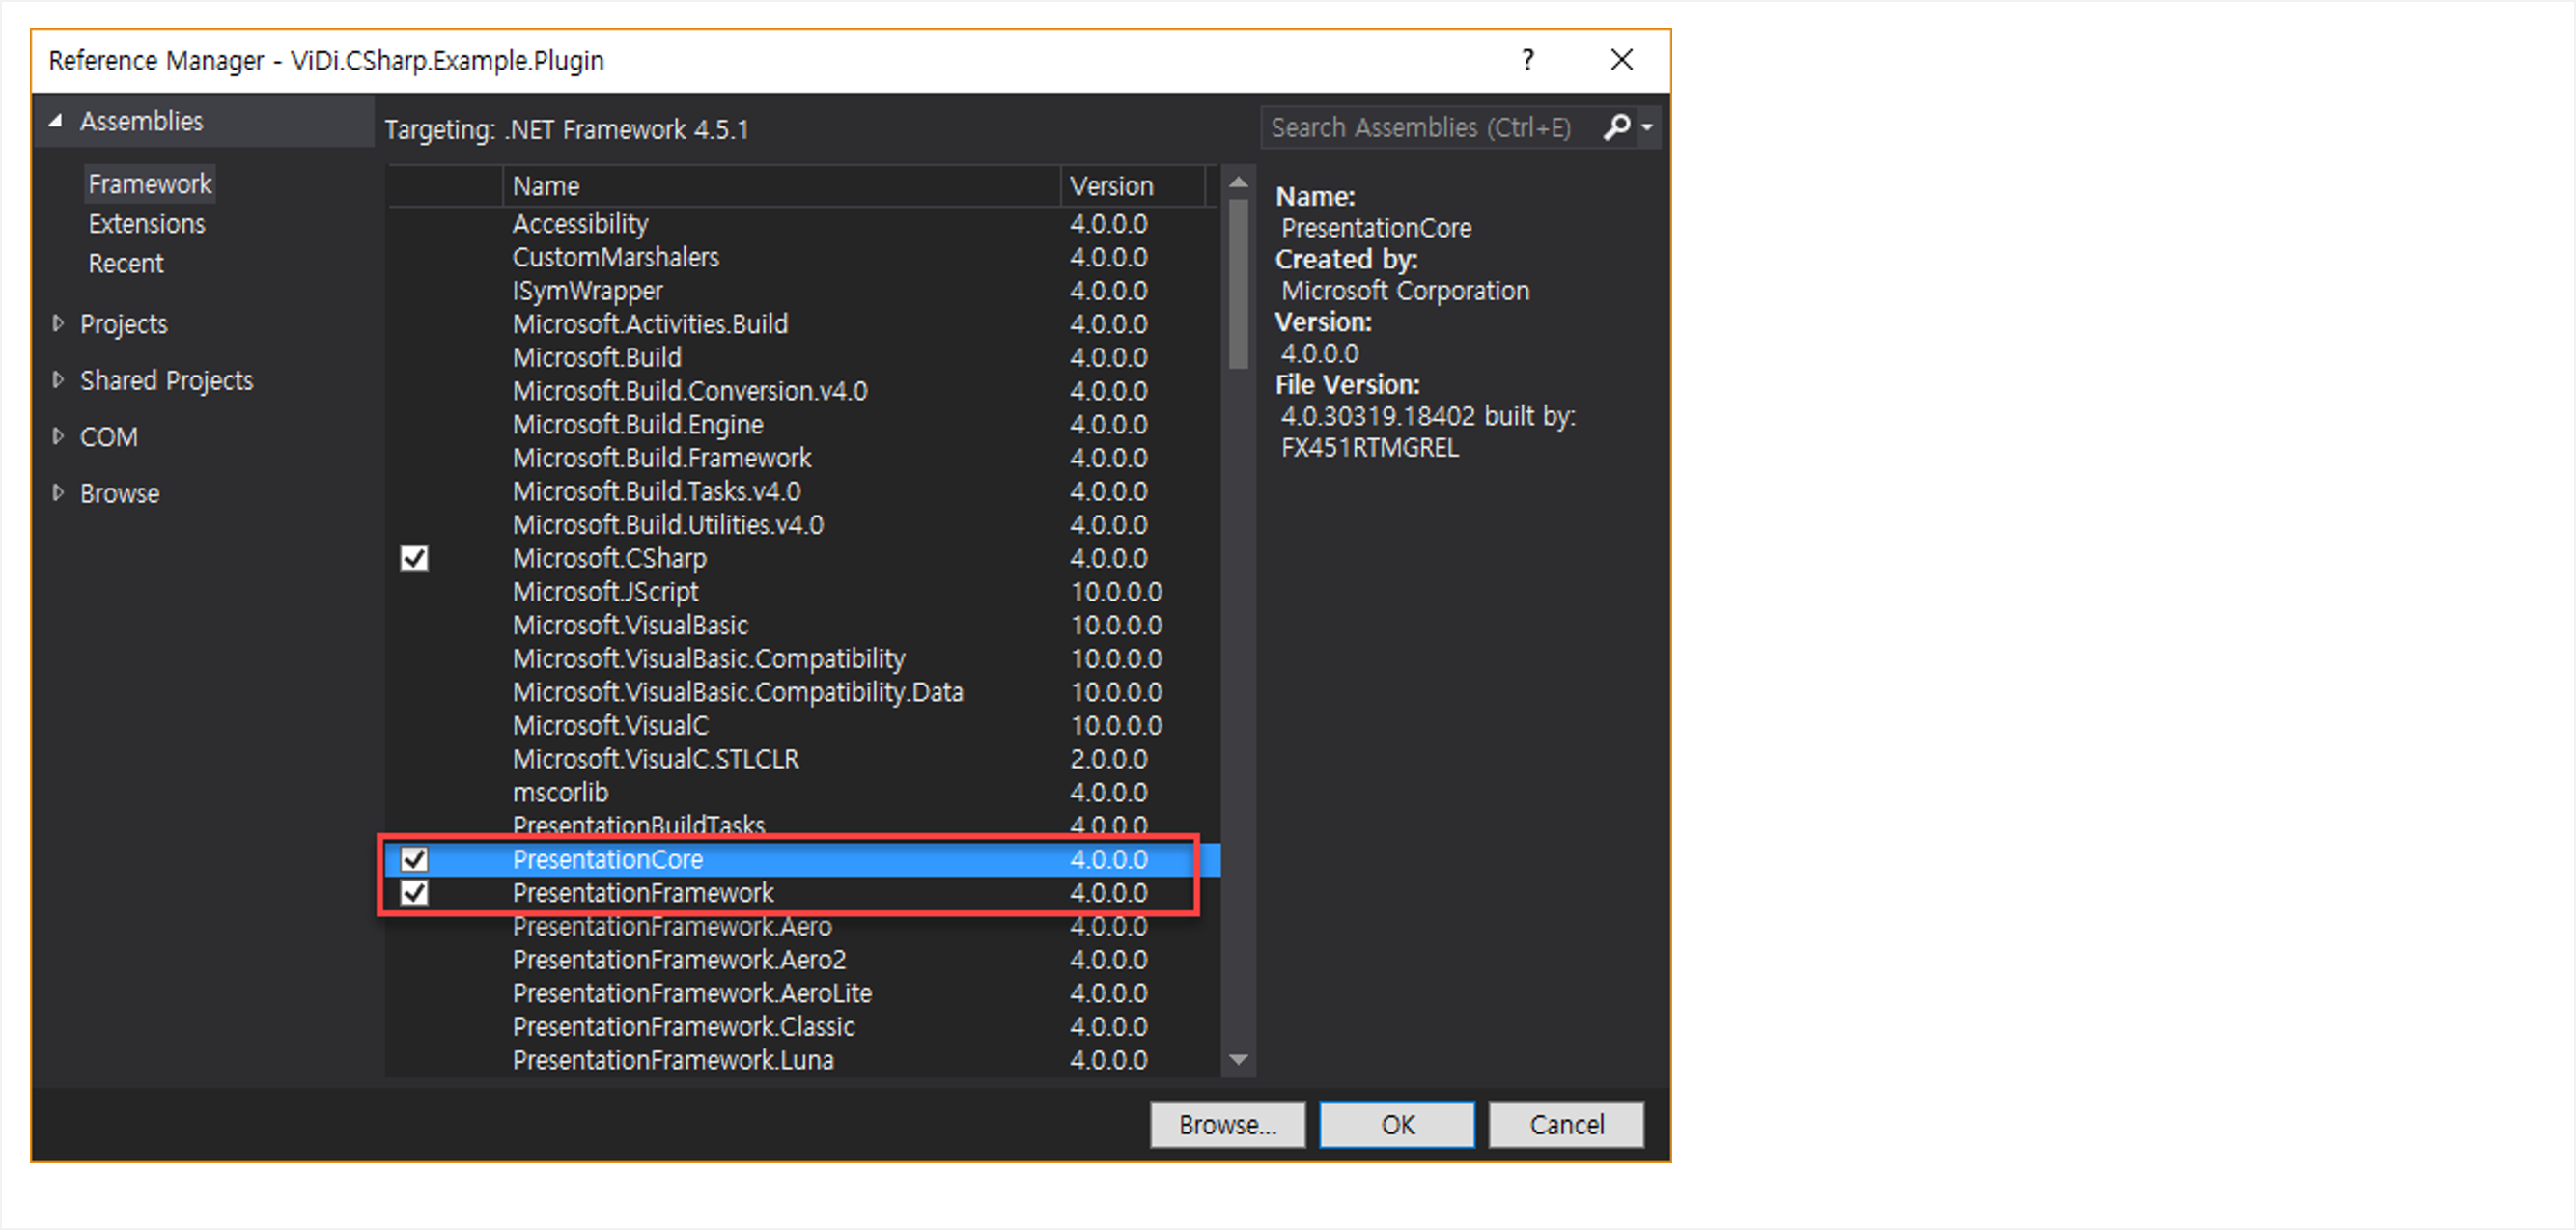 Reference Manager - ViDi.CSharp.Example.Plugin
?
Assemblies
Framework
Extensions
Recent
Projects
Shared Projects
COM
Browse
Targeting: .NET Framework 4.5.1
Search Assemblies (Ctrl+E)
Name Version
Accessibility 4.0.0.0
CustomMarshalers 4.0.0.0
ISymWrapper 4.0.0.0
Microsoft.Activities.Build 4.0.0.0
Microsoft.Build 4.0.0.0
Microsoft.Build.Conversion.v4.0 4.0.0.0
Microsoft.Build.Engine 4.0.0.0
Microsoft.Build.Framework 4.0.0.0
Microsoft.Build.Tasks.v4.0 4.0.0.0
Microsoft.Build.Utilities.v4.0 4.0.0.0
Microsoft.CSharp 4.0.0.0
Microsoft.JScript 10.0.0.0
Microsoft.VisualBasic 10.0.0.0
Microsoft.VisualBasic.Compatibility 10.0.0.0
Microsoft.VisualBasic.Compatibility.Data 10.0.0.0
Microsoft.VisualC 10.0.0.0
Microsoft.VisualC.STLCLR 2.0.0.0
mscorlib 4.0.0.0
PresentationBuildTasks 4.0.0.0
PresentationCore 4.0.0.0
PresentationFramework 4.0.0.0
PresentationFramework.Aero 4.0.0.0
PresentationFramework.Aero2 4.0.0.0
PresentationFramework.AeroLite 4.0.0.0
PresentationFramework.Classic 4.0.0.0
PresentationFramework.Luna 4.0.0.0
Name:
PresentationCore
Created by:
Microsoft Corporation
Version:
4.0.0.0
File Version:
4.0.30319.18402 built by:
FX451RTMGREL
Browse...
OK
Cancel